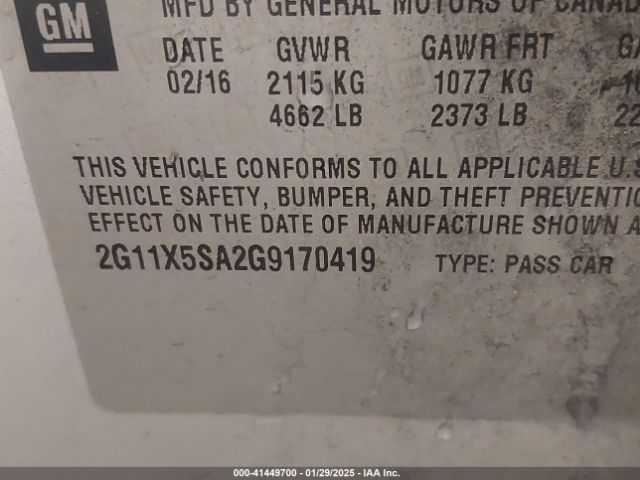 GM
MFD BY GENERAL MOTORS OF CANAD
DATE GVWR GAWR FRT
02/16 2115 KG 1077 KG
4662 LB 2373 LB 22
THIS VEHICLE CONFORMS TO ALL APPLICABLE U.S
VEHICLE SAFETY, BUMPER, AND THEFT PREVENTIO
EFFECT ON THE DATE OF MANUFACTURE SHOWN A
2G11X5SA2G9170419 TYPE: PASS CAR
000-41449700 - 01/29/2025 - IAA Inc.